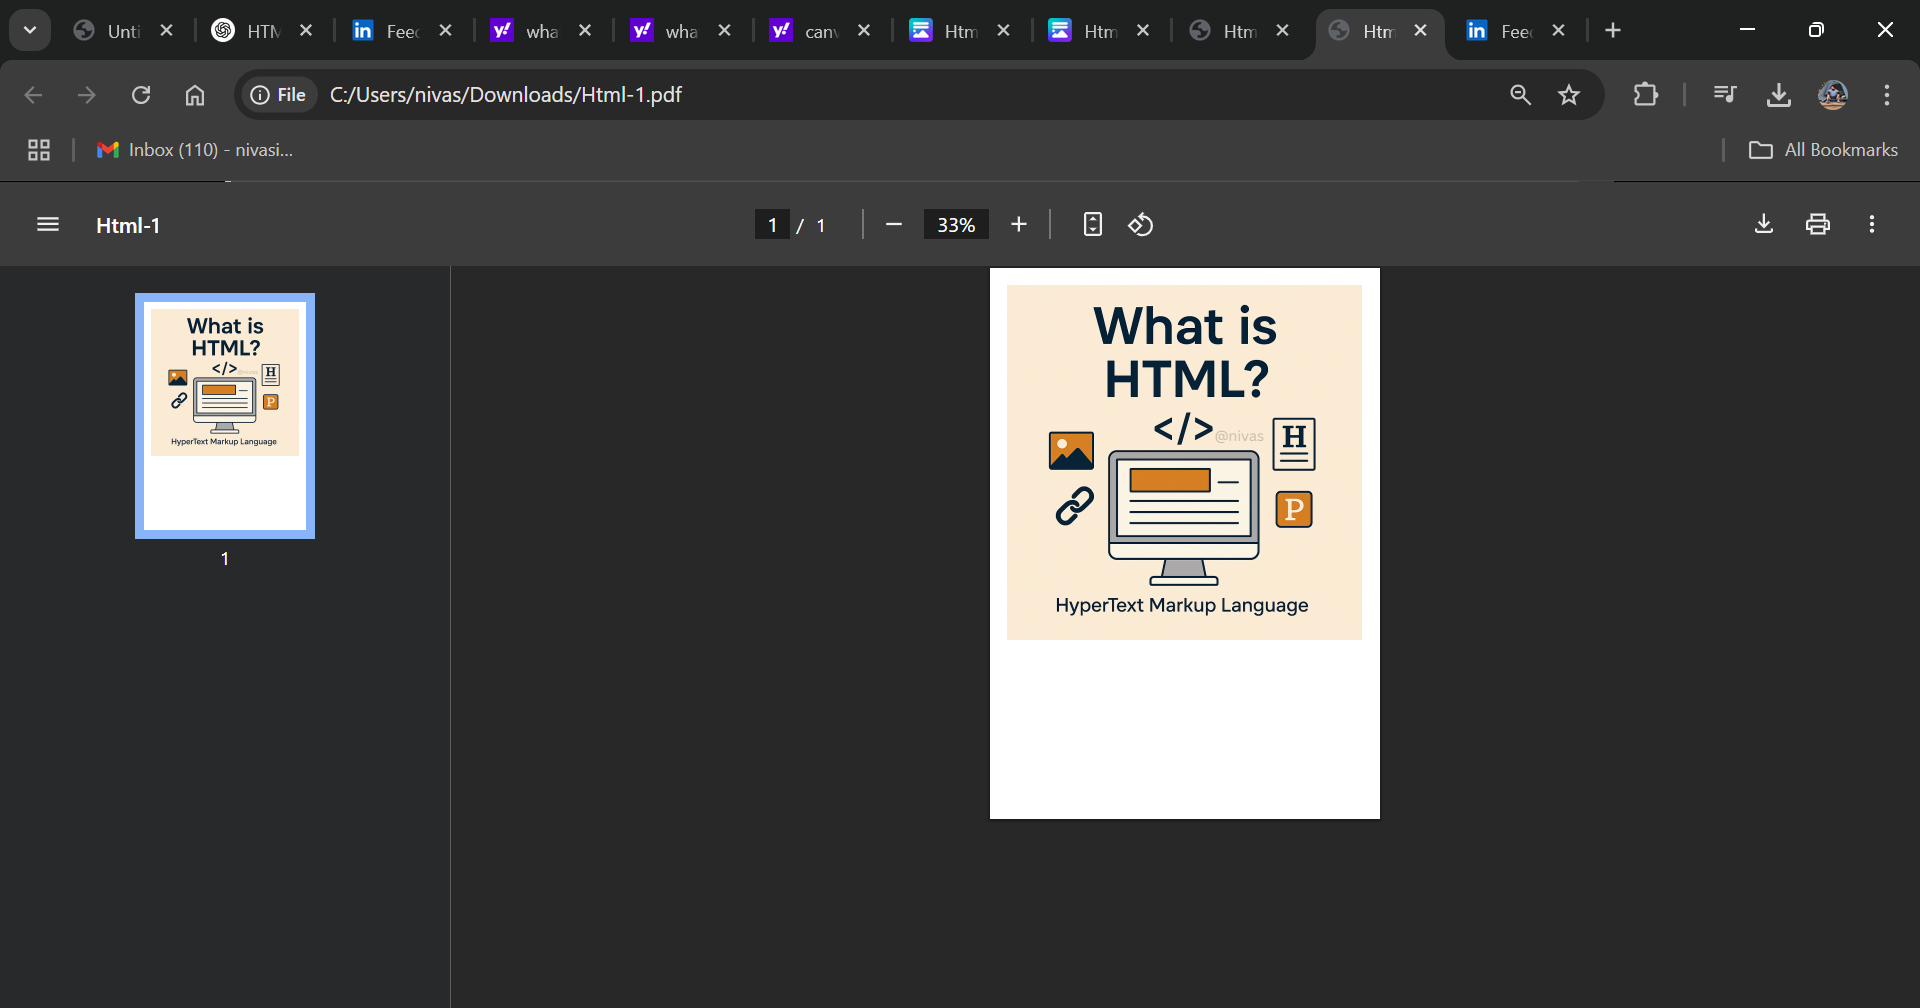 Unti
HTM
Feec
wha
wha
can
Htm
Htm
Htm
Htm
Feec
File
C:/Users/nivas/Downloads/Html-1.pdf
Inbox (110) - nivasi...
All Bookmarks
Html-1
1 / 1
33%
What is
HTML?
</>
@nivas
H
P
HyperText Markup Language
1
What is
HTML?
</>
@nivas
H
P
HyperText Markup Language